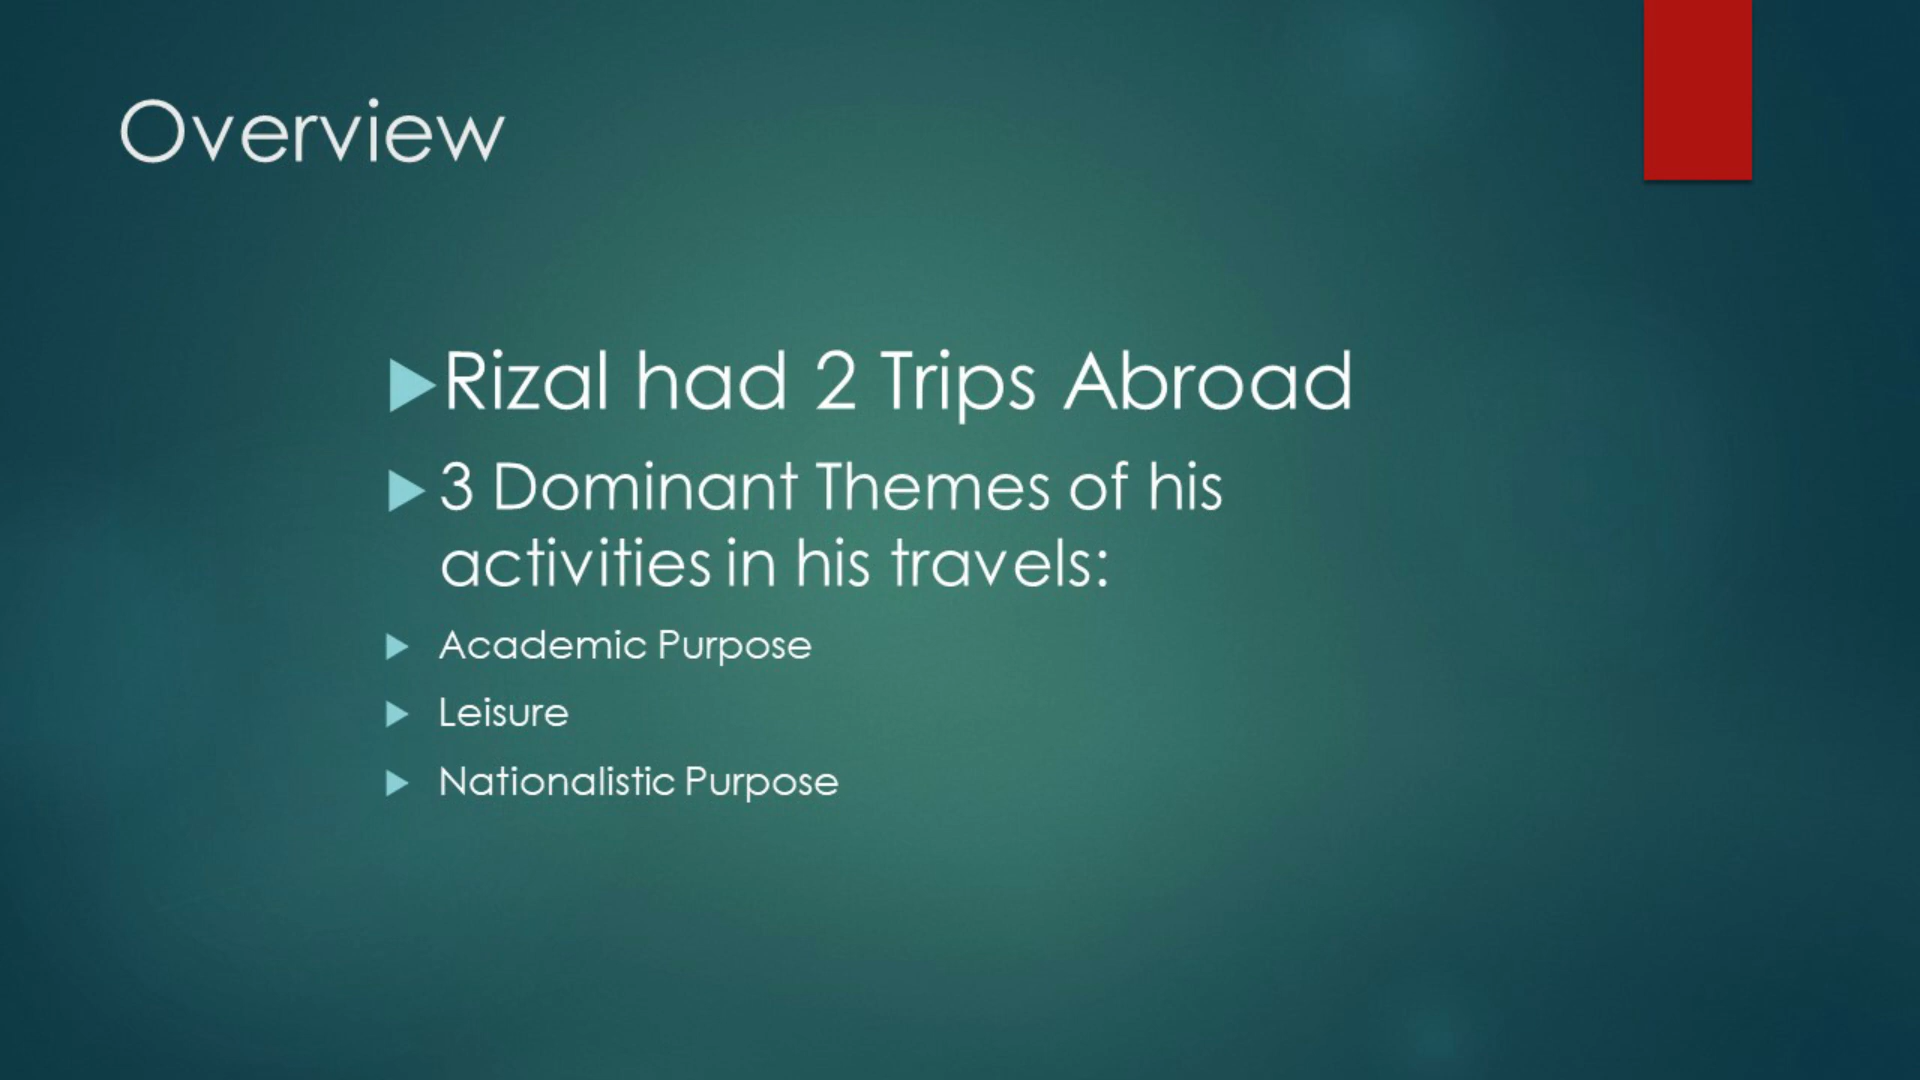 Overview
Rizal had 2 Trips Abroad
3 Dominant Themes of his
activities in his travels:
Academic Purpose
Leisure
Nationalistic Purpose